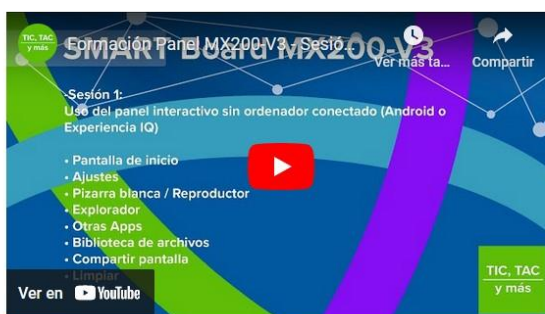 TIC, TAC
y más
Formación Panel MX200-V3 - Sesió...
SMART Board MX200-V3
Ver más ta...
Compartir
-Sesión 1:
Uso del panel interactivo sin ordenador conectado (Android o
Experiencia IQ)
• Pantalla de inicio
• Ajustes
• Pizarra blanca / Reproductor
• Explorador
• Otras Apps
• Biblioteca de archivos
• Compartir pantalla
• Limpiar
Ver en YouTube
TIC, TAC
y más